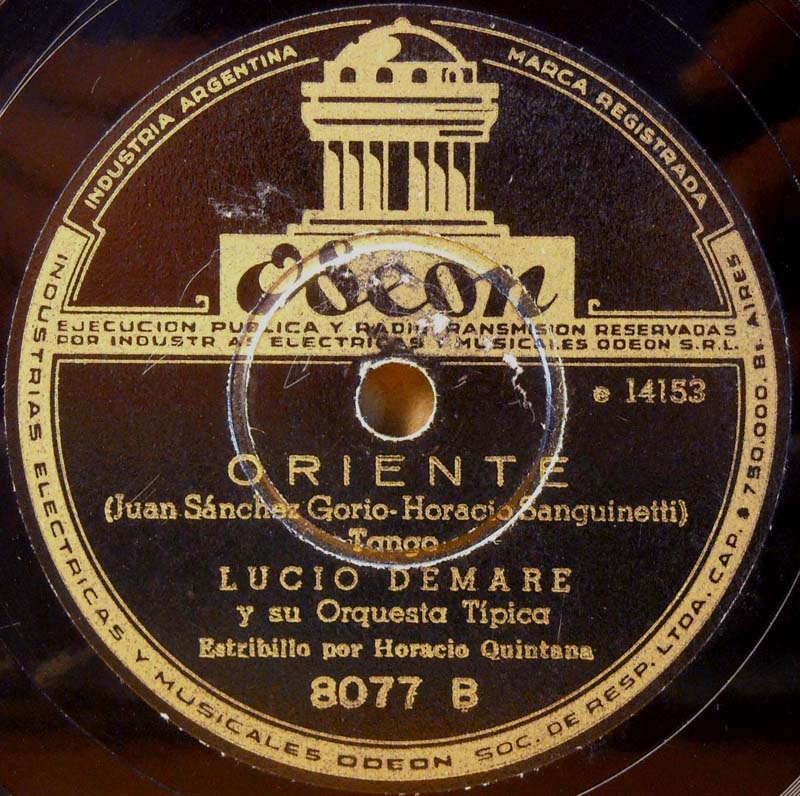 INDUSTRIA ARGENTINA
MARCA REGISTRADA
Odeon
EJECUCION PUBLICA Y RADIOTRANSMISION RESERVADAS
POR INDUSTRIAS ELECTRICAS Y MUSICALES ODEON S.R.L.
e 14153
ORIENTE
(Juan Sánchez Gorio-Horacio Sanguinetti)
Tango
LUCIO DEMARE
y su Orquesta Típica
Estribillo por Horacio Quintana
8077 B
INDUSTRIAS ELECTRICAS Y MUSICALES ODEON SOC. DE RESP. LTDA. CAP. $ 750.000. Bs. AIRES